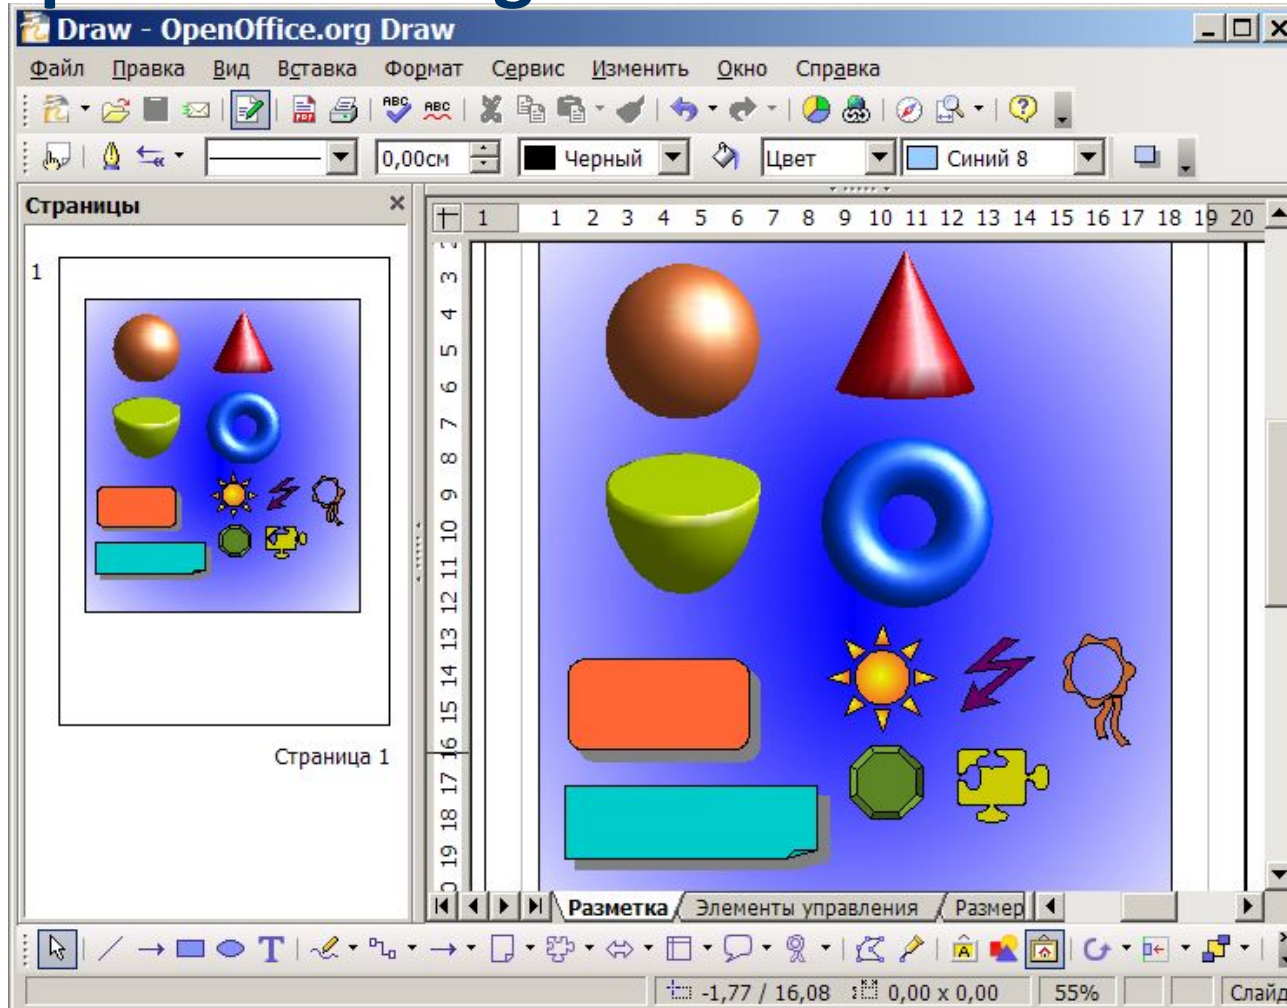 Draw - OpenOffice.org Draw
Файл Правка Вид Вставка Формат Сервис Изменить Окно Справка
ABC ABC
0,00см Черный Цвет Синий 8
Страницы
1 1 2 3 4 5 6 7 8 9 10 11 12 13 14 15 16 17 18 19 20
1
3
4
5
6
7
8
9
10
11
12
13
14
15
16
17
18
19
Страница 1
Разметка Элементы управления Размер
T
-1,77 / 16,08 0,00 x 0,00 55% Слайд